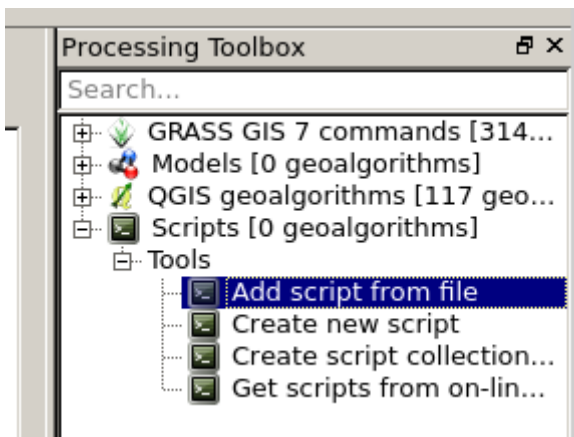 Processing Toolbox
Search...
GRASS GIS 7 commands [314...
Models [0 geoalgorithms]
QGIS geoalgorithms [117 geo...
Scripts [0 geoalgorithms]
Tools
Add script from file
Create new script
Create script collection...
Get scripts from on-lin...